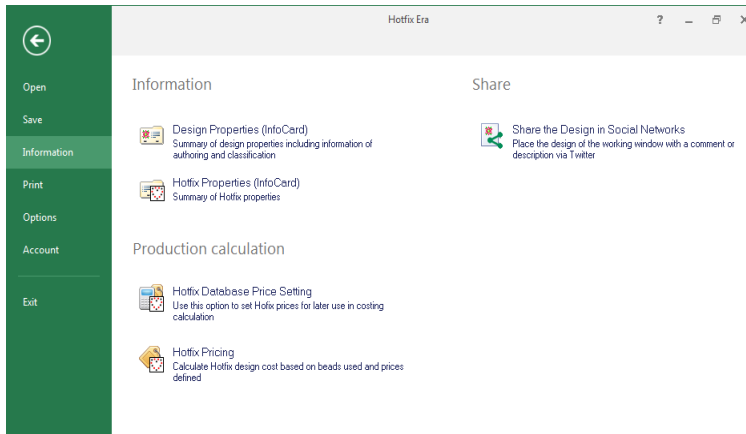 Hotfix Era
?
Open
Save
Information
Print
Options
Account
Exit
Information
Design Properties (InfoCard)
Summary of design properties including information of
authoring and classification
Hotfix Properties (InfoCard)
Summary of Hotfix properties
Production calculation
Hotfix Database Price Setting
Use this option to set Hofix prices for later use in costing
calculation
Hotfix Pricing
Calculate Hotfix design cost based on beads used and prices
defined
Share
Share the Design in Social Networks
Place the design of the working window with a comment or
description via Twitter